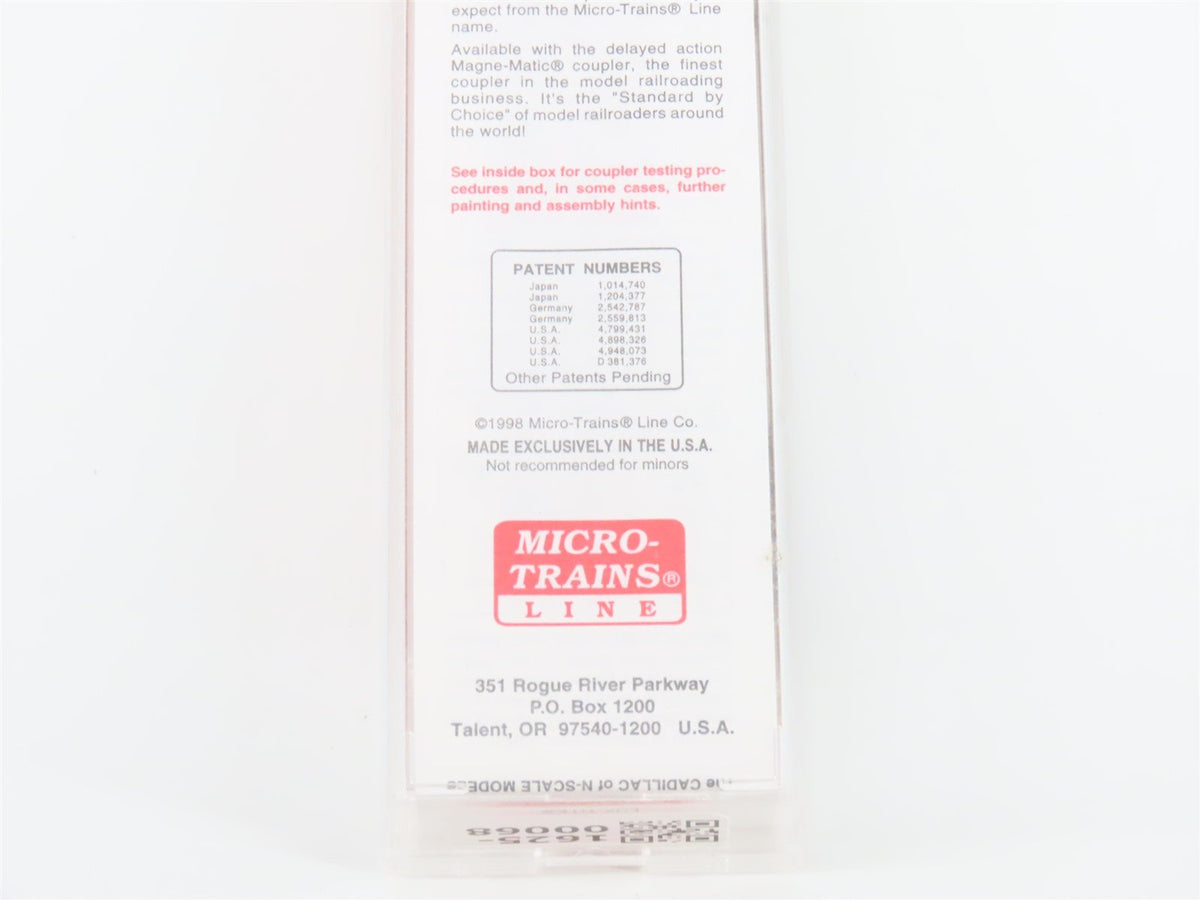 expect from the Micro-Trains® Line
name.
Available with the delayed action
Magne-Matic® coupler, the finest
coupler in the model railroading
business. It's the "Standard by
Choice" of model railroaders around
the world!
See inside box for coupler testing pro-
cedures and, in some cases, further
painting and assembly hints.
PATENT NUMBERS
Japan 1,014,740
Japan 1,204,377
Germany 2,542,787
Germany 2,559,813
U.S.A. 4,799,431
U.S.A. 4,898,326
U.S.A. 4,948,073
U.S.A. D 381,376
Other Patents Pending
©1998 Micro-Trains® Line Co.
MADE EXCLUSIVELY IN THE U.S.A.
Not recommended for minors
MICRO-
TRAINS®
LINE
351 Rogue River Parkway
P.O. Box 1200
Talent, OR 97540-1200 U.S.A.
CADILLAC of N-SCALE
1625-
00068